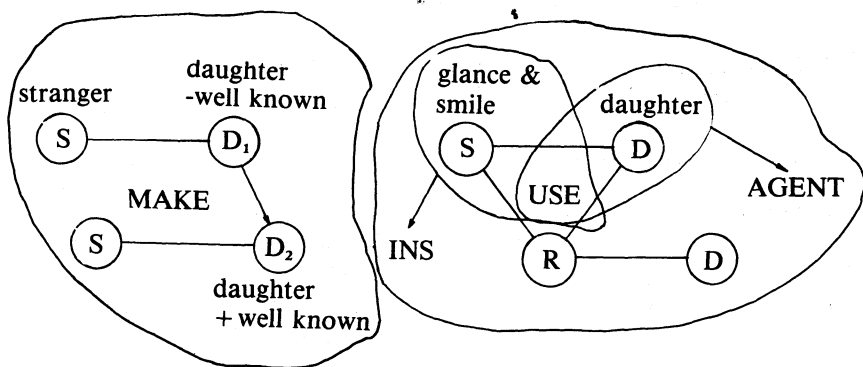 stranger
daughter
-well known
S
D₁
MAKE
S
D₂
daughter
+ well known
glance &
smile
daughter
S
D
USE
AGENT
INS
R
D